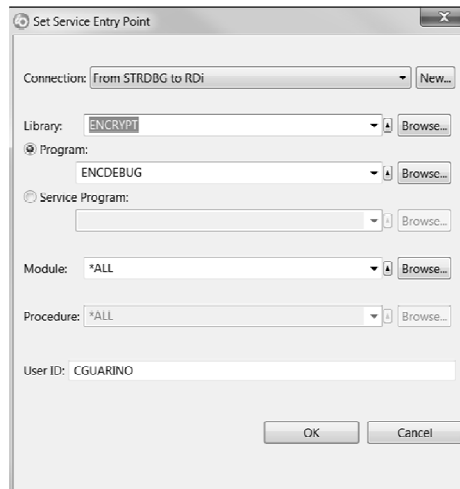 Set Service Entry Point
Connection: From STRDBG to RDi New...
Library: ENCRYPT Browse...
Program:
ENCDEBUG Browse...
Service Program:
Browse...
Module: *ALL Browse...
Procedure: *ALL Browse...
User ID: CGUARINO
OK Cancel